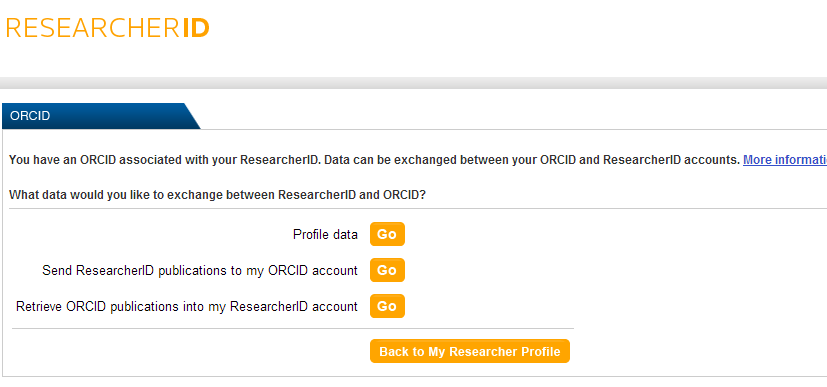 RESEARCHERID
ORCID
You have an ORCID associated with your ResearcherID. Data can be exchanged between your ORCID and ResearcherID accounts. More informati
What data would you like to exchange between ResearcherID and ORCID?
Profile data Go
Send ResearcherID publications to my ORCID account Go
Retrieve ORCID publications into my ResearcherID account Go
Back to My Researcher Profile